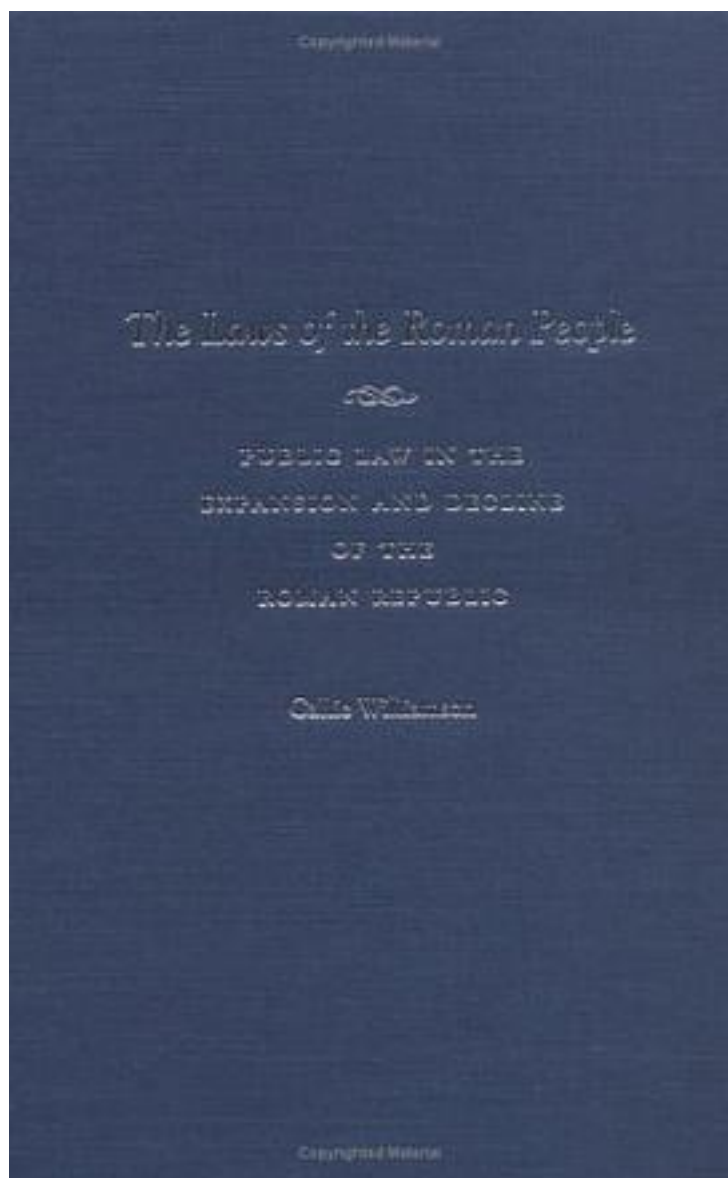 Copyrighted Material
The Laws of the Roman People
PUBLIC LAW IN THE
EXPANSION AND DECLINE
OF THE
ROMAN REPUBLIC
Callie Williamson
Copyrighted Material